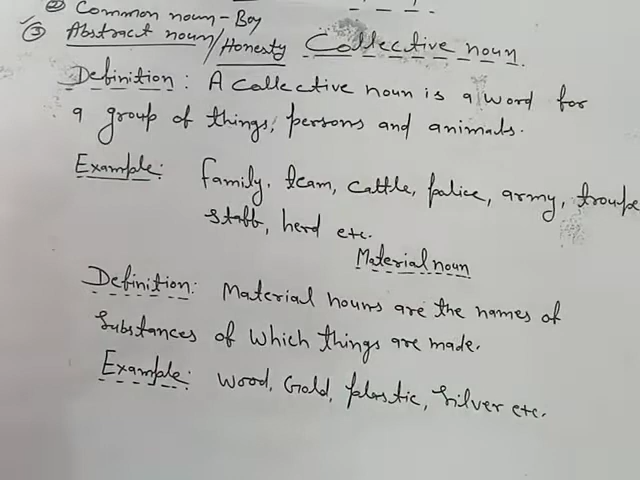 ② Common noun - Boy
③ Abstract noun/Honesty Collective noun.
Definition: A collective noun is a word for
a group of things, persons and animals.
Example: Family, team, cattle, police, army, troupe
staff, herd etc.
Material noun
Definition: Material nouns are the names of
substances of which things are made.
Example: Wood, Gold, plastic, Silver etc.